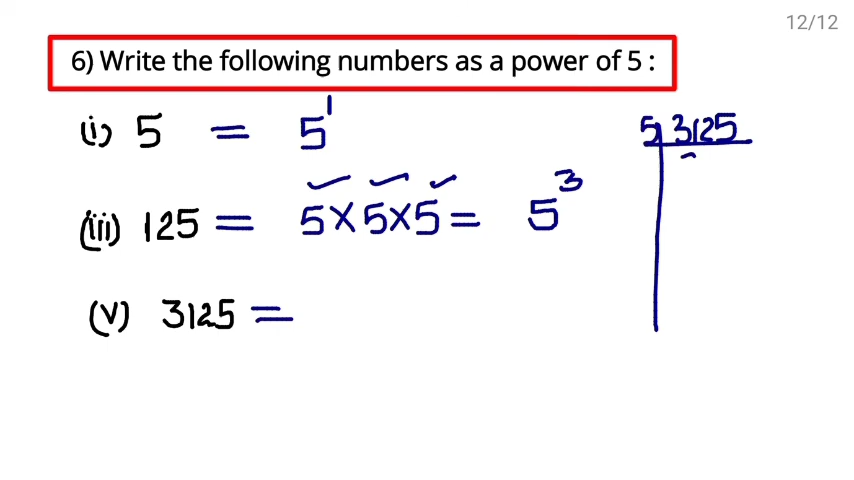 12/12
6) Write the following numbers as a power of 5 :
(i) 5 = 5¹
5 3125
(iii) 125 = 5×5×5 = 5³
(v) 3125 =